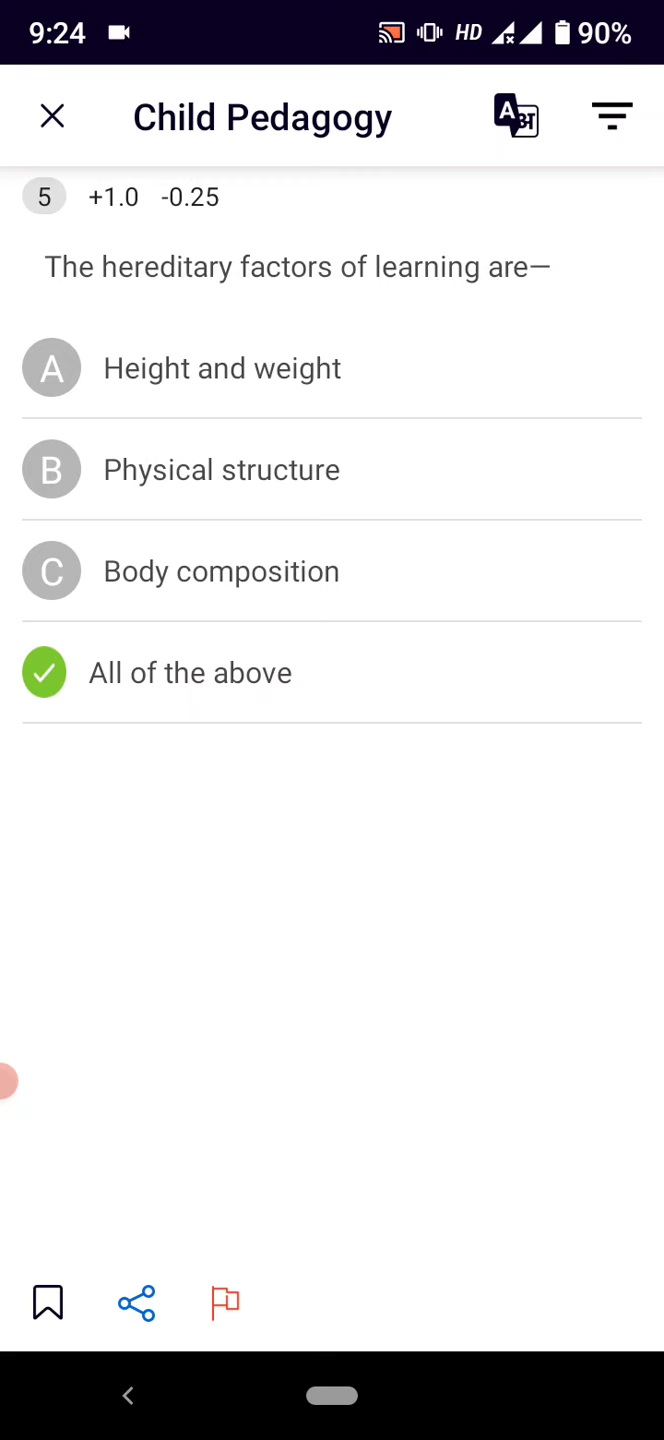 9:24 HD 90%
Child Pedagogy A अ
5 +1.0 -0.25
The hereditary factors of learning are—
A Height and weight
B Physical structure
C Body composition
All of the above